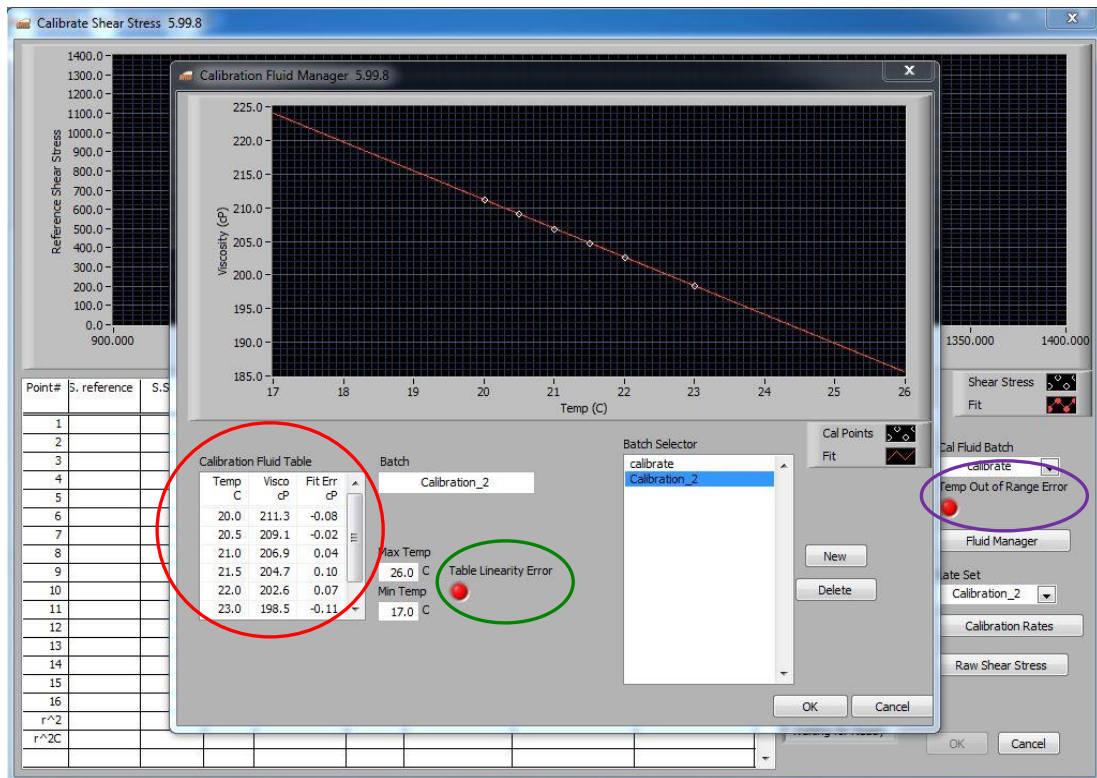 Calibrate Shear Stress 5.99.8
X
1400.0
1300.0
1200.0
1100.0
1000.0
900.0
800.0
700.0
600.0
500.0
400.0
300.0
200.0
100.0
0.0
Reference Shear Stress
900.000
1350.000
1400.000
Calibration Fluid Manager 5.99.8
X
225.0
220.0
215.0
210.0
205.0
200.0
195.0
190.0
185.0
Viscosity (cP)
17 18 19 20 21 22 23 24 25 26
Temp (C)
Cal Points
Fit
Calibration Fluid Table
Temp Visco Fit Err
C cP cP
20.0 211.3 -0.08
20.5 209.1 -0.02
21.0 206.9 0.04
21.5 204.7 0.10
22.0 202.6 0.07
23.0 198.5 -0.11
Batch
Calibration_2
Max Temp
26.0 C
Min Temp
17.0 C
Table Linearity Error
Batch Selector
calibrate
Calibration_2
New
Delete
OK Cancel
Point# S. reference S.S
1
2
3
4
5
6
7
8
9
10
11
12
13
14
15
16
r^2
r^2C
Shear Stress
Fit
Cal Fluid Batch
calibrate
Temp Out of Range Error
Fluid Manager
Rate Set
Calibration_2
Calibration Rates
Raw Shear Stress
Waiting for Ready
OK Cancel